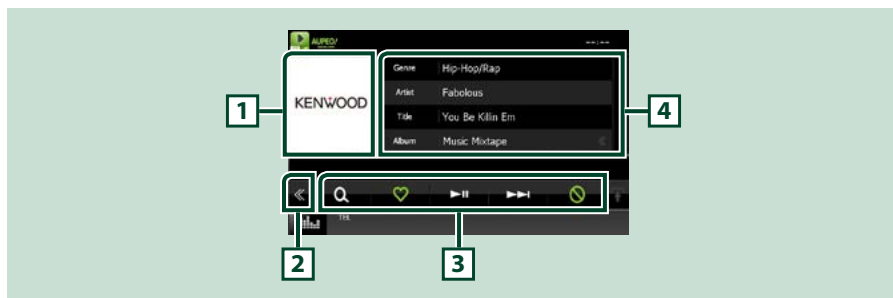 AUPEO!
--:--
1
KENWOOD
Genre Hip-Hop/Rap
Artist Fabolous
Title You Be Killin Em
Album Music Mixtape
4
2
3